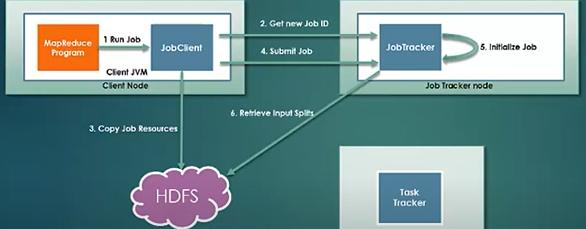 MapReduce
Program
1 Run Job
JobClient
Client JVM
Client Node
2. Get new Job ID
4. Submit Job
JobTracker
5. Initialize Job
Job Tracker node
3. Copy Job Resources
6. Retrieve Input Splits
HDFS
Task
Tracker